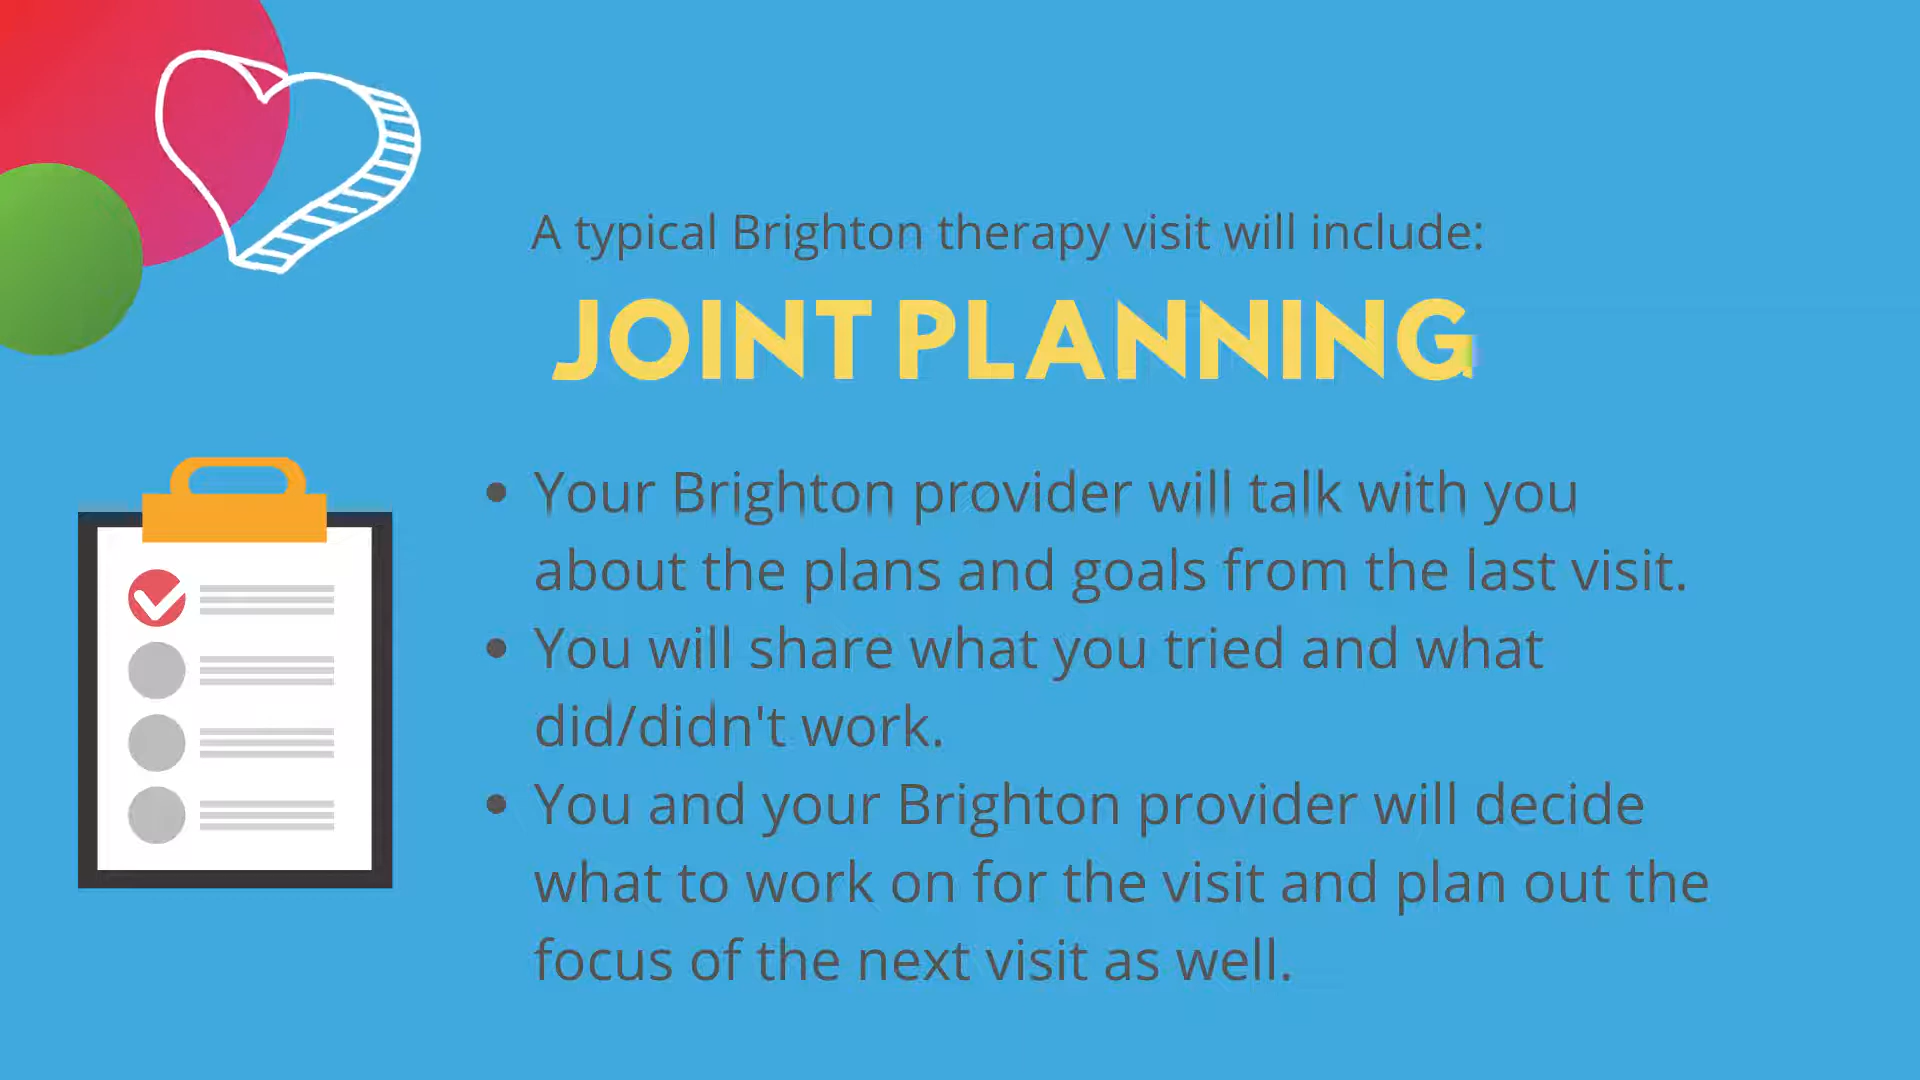 A typical Brighton therapy visit will include:
JOINT PLANNING
• Your Brighton provider will talk with you
about the plans and goals from the last visit.
• You will share what you tried and what
did/didn't work.
• You and your Brighton provider will decide
what to work on for the visit and plan out the
focus of the next visit as well.